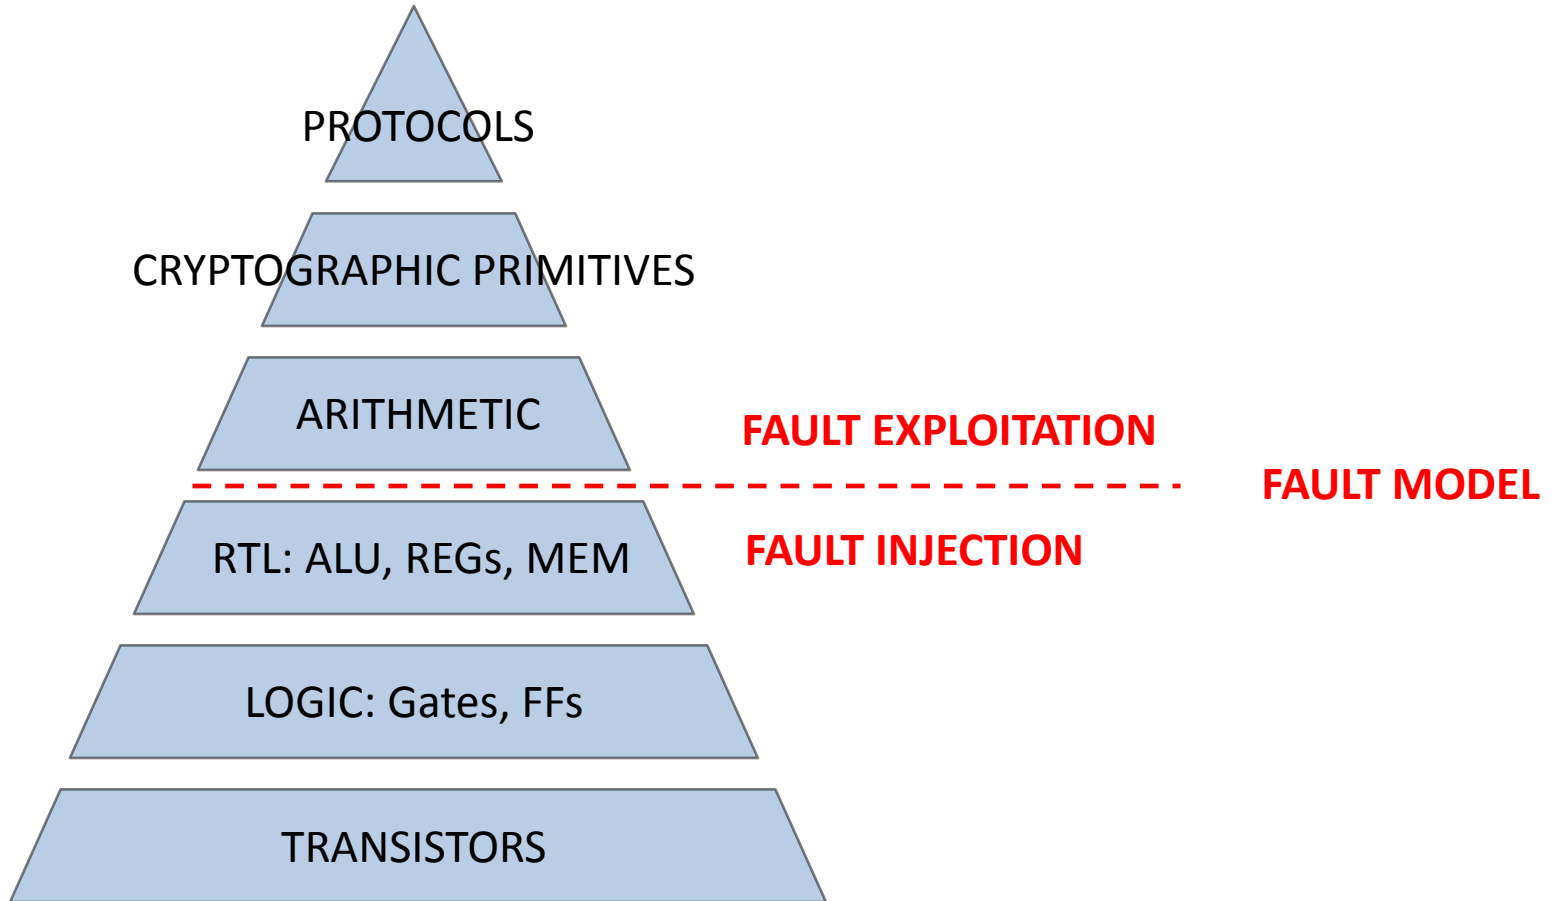 PROTOCOLS
CRYPTOGRAPHIC PRIMITIVES
ARITHMETIC
FAULT EXPLOITATION
FAULT MODEL
RTL: ALU, REGs, MEM
FAULT INJECTION
LOGIC: Gates, FFs
TRANSISTORS